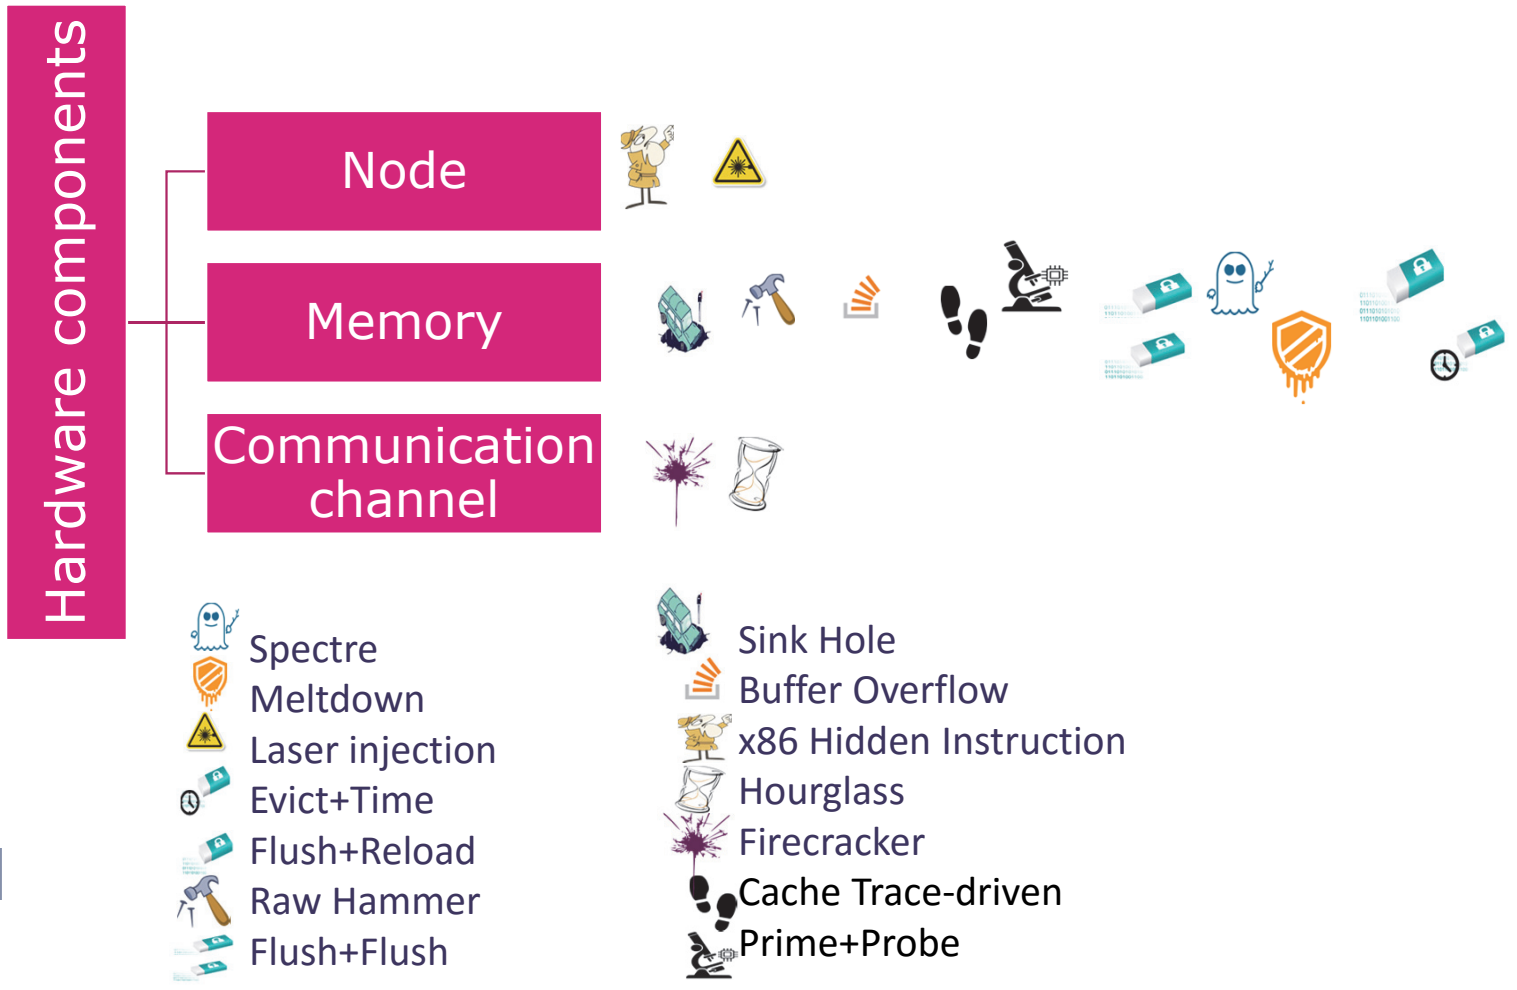 Hardware components
Node
Memory
Communication
channel
Spectre
Meltdown
Laser injection
Evict+Time
Flush+Reload
Raw Hammer
Flush+Flush
Sink Hole
Buffer Overflow
x86 Hidden Instruction
Hourglass
Firecracker
Cache Trace-driven
Prime+Probe